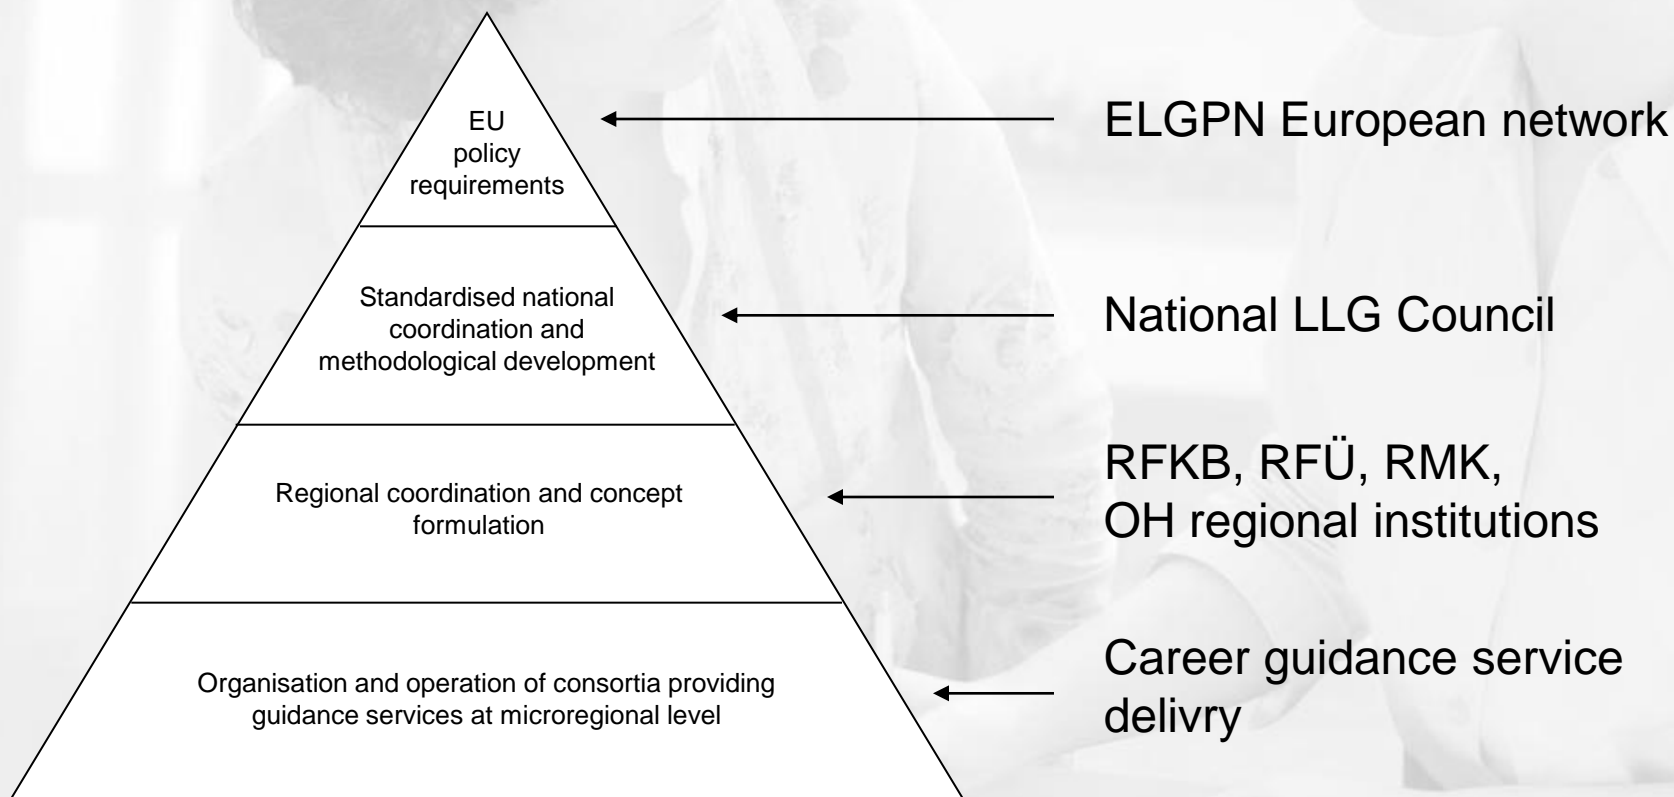 EU
policy
requirements
ELGPN European network
Standardised national
coordination and
methodological development
National LLG Council
Regional coordination and concept
formulation
RFKB, RFÜ, RMK,
OH regional institutions
Organisation and operation of consortia providing
guidance services at microregional level
Career guidance service
delivry